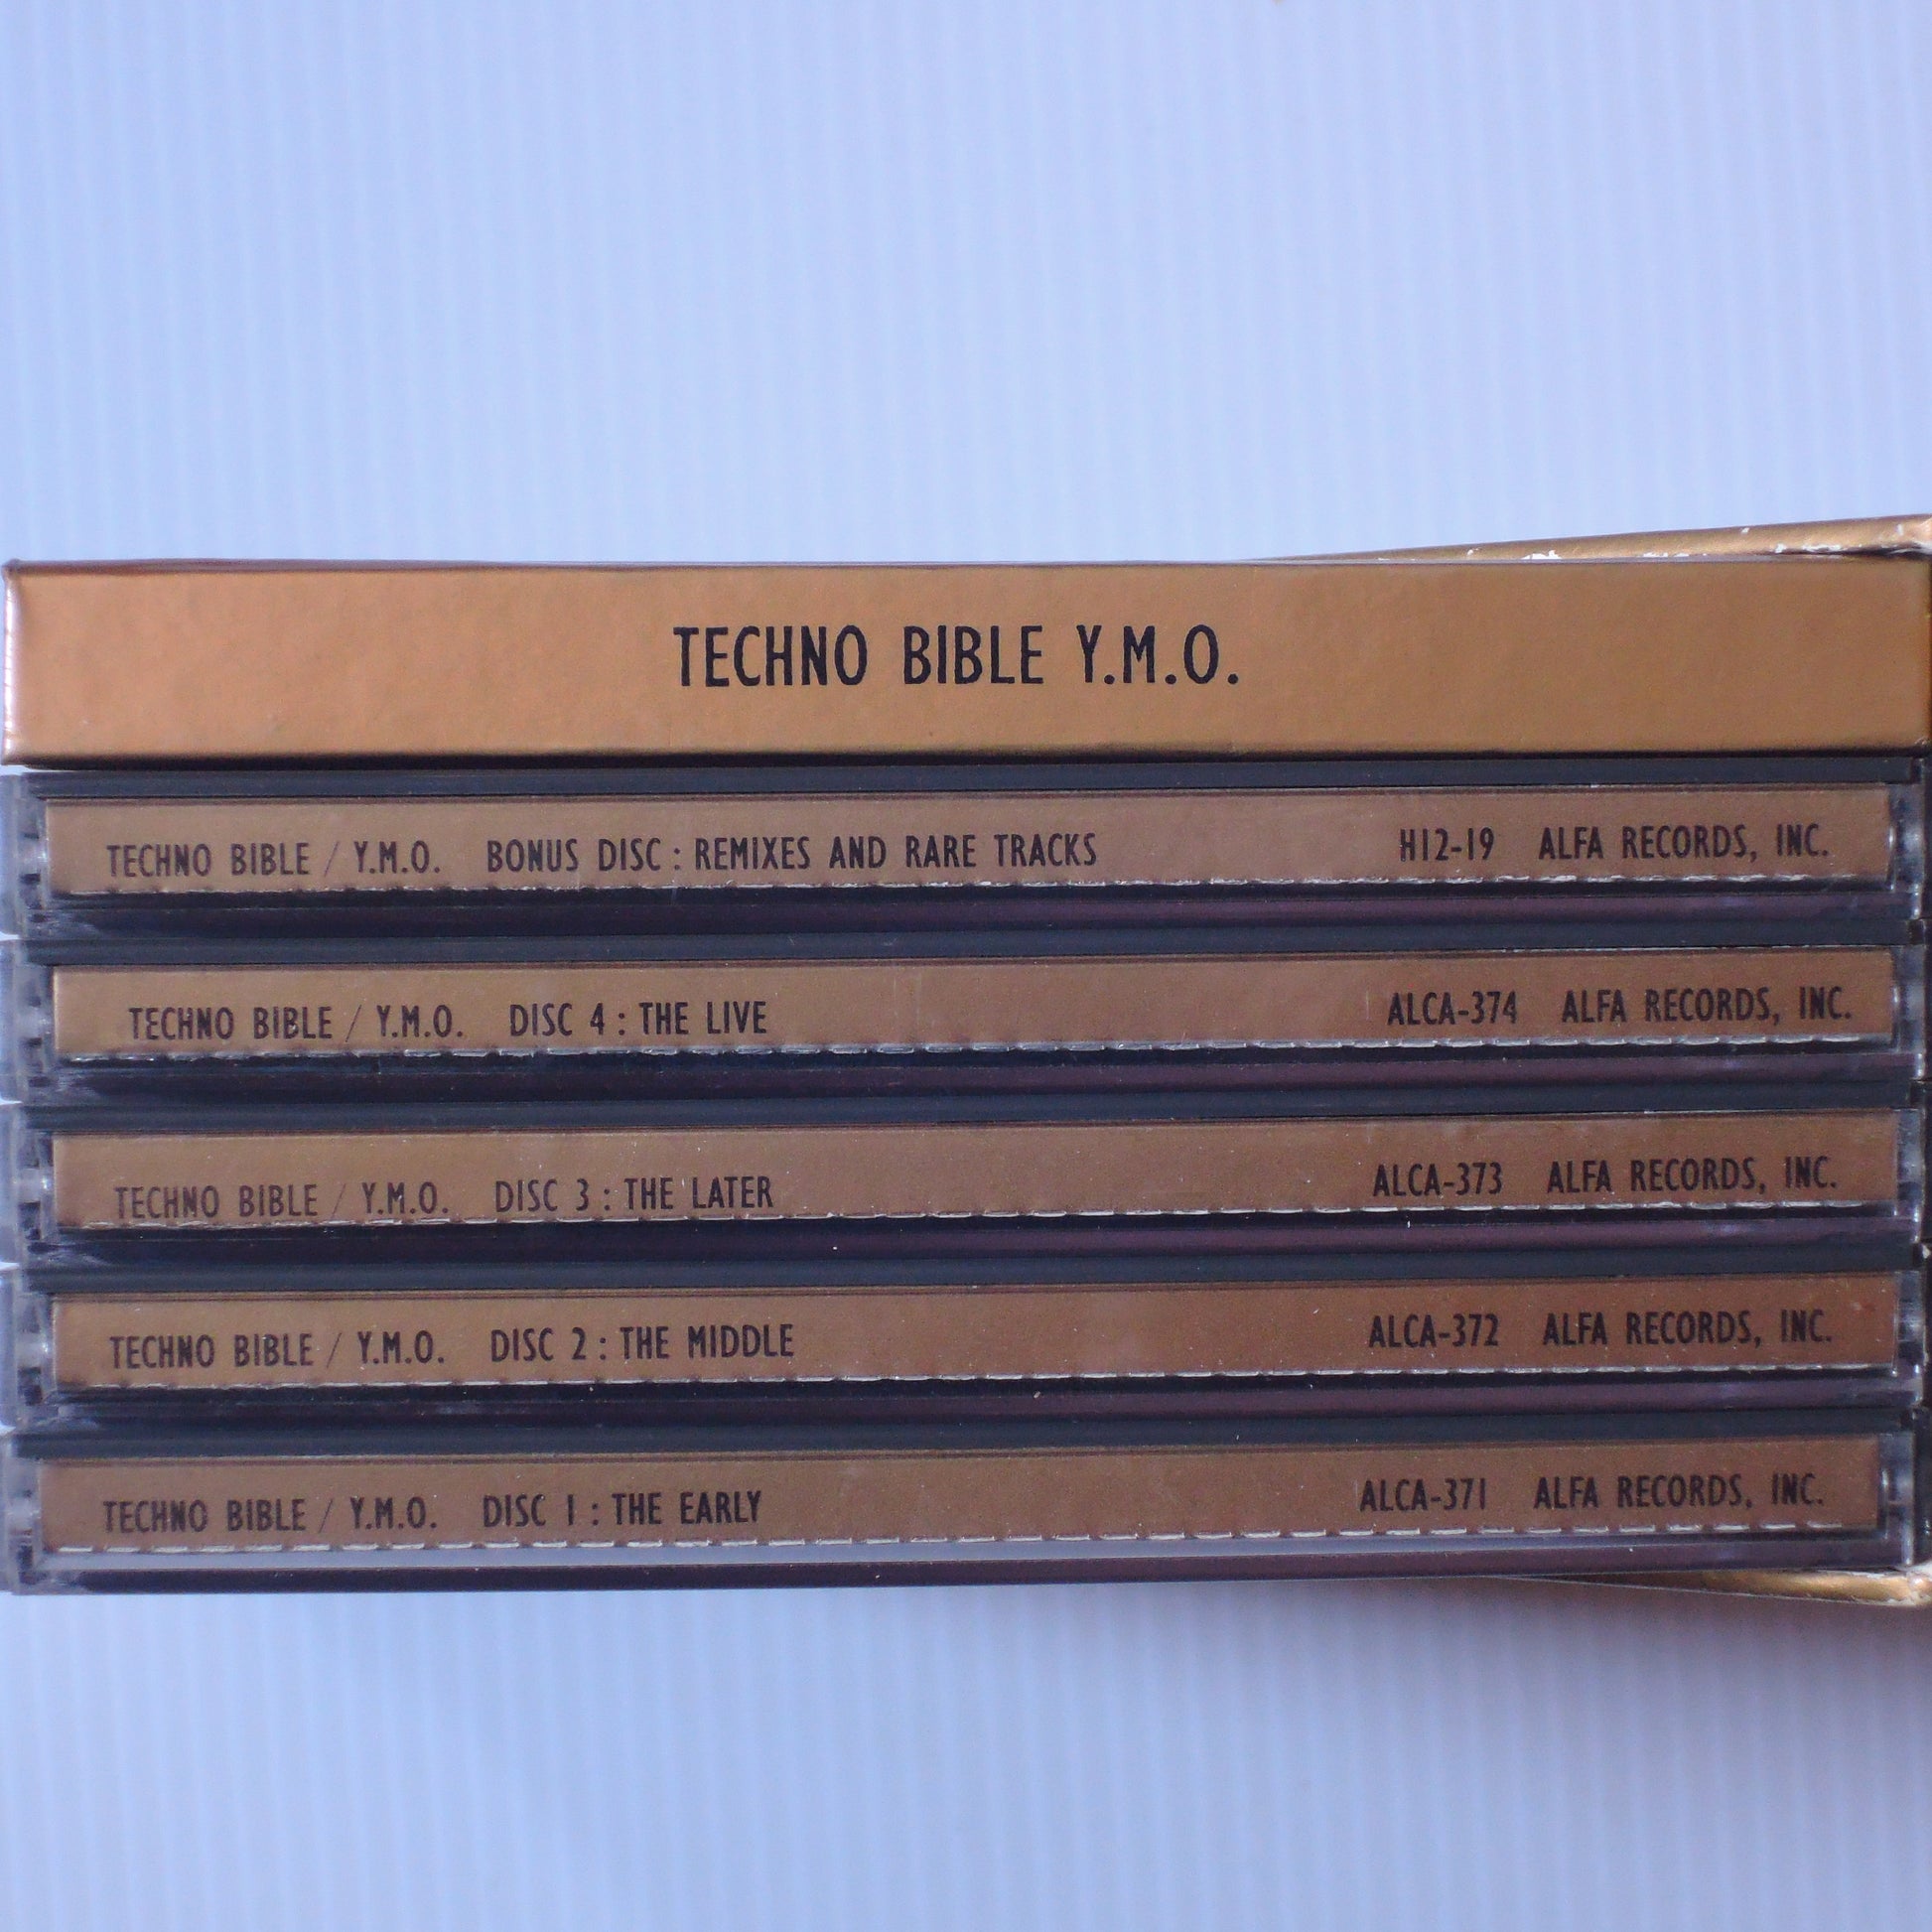 TECHNO BIBLE Y.M.O.
TECHNO BIBLE / Y.M.O. BONUS DISC : REMIXES AND RARE TRACKS H12-19 ALFA RECORDS, INC.
TECHNO BIBLE / Y.M.O. DISC 4 : THE LIVE ALCA-374 ALFA RECORDS, INC.
TECHNO BIBLE / Y.M.O. DISC 3 : THE LATER ALCA-373 ALFA RECORDS, INC.
TECHNO BIBLE / Y.M.O. DISC 2 : THE MIDDLE ALCA-372 ALFA RECORDS, INC.
TECHNO BIBLE / Y.M.O. DISC 1 : THE EARLY ALCA-371 ALFA RECORDS, INC.